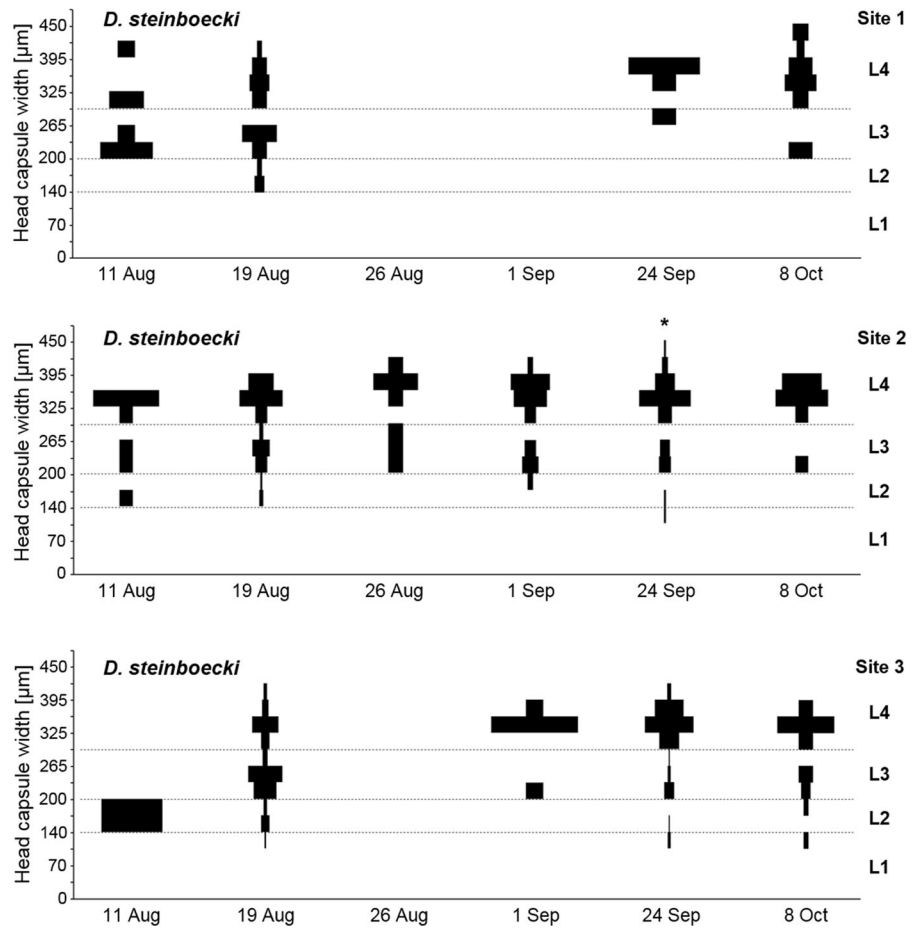 D. steinboecki
Site 1
Head capsule width [µm]
450
395
325
265
200
140
70
0
L4
L3
L2
L1
11 Aug 19 Aug 26 Aug 1 Sep 24 Sep 8 Oct
D. steinboecki
*
Site 2
Head capsule width [µm]
450
395
325
265
200
140
70
0
L4
L3
L2
L1
11 Aug 19 Aug 26 Aug 1 Sep 24 Sep 8 Oct
D. steinboecki
Site 3
Head capsule width [µm]
450
395
325
265
200
140
70
0
L4
L3
L2
L1
11 Aug 19 Aug 26 Aug 1 Sep 24 Sep 8 Oct